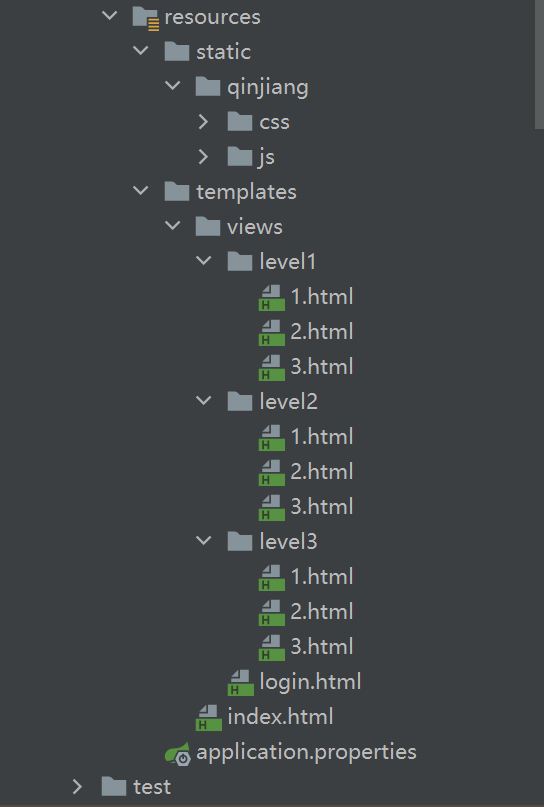 resources
static
qinjiang
css
js
templates
views
level1
1.html
2.html
3.html
level2
1.html
2.html
3.html
level3
1.html
2.html
3.html
login.html
index.html
application.properties
test